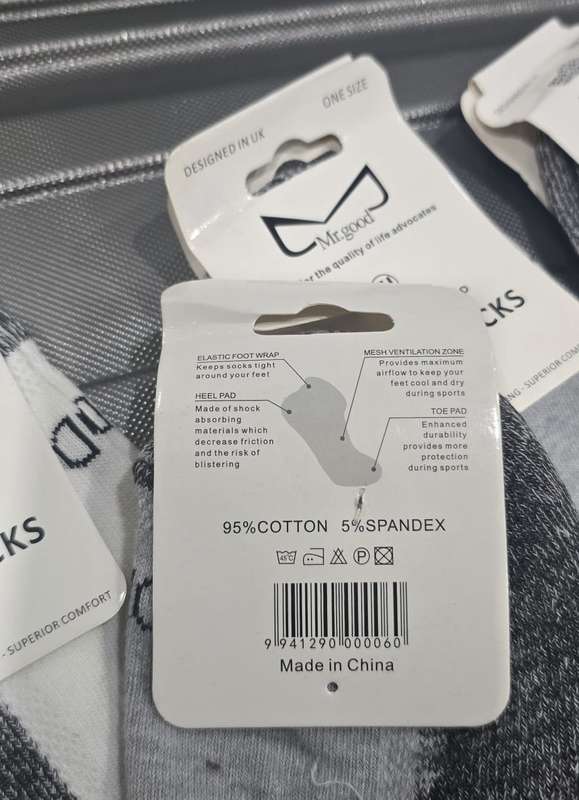 DESIGNED IN UK
ONE SIZE
Mr.good
the quality of life advocates
CKS
SUPERIOR COMFORT
ELASTIC FOOT WRAP
Keeps socks tight
around your feet
HEEL PAD
Made of shock
absorbing
materials which
decrease friction
and the risk of
blistering
MESH VENTILATION ZONE
Provides maximum
airflow to keep your
feet cool and dry
during sports
TOE PAD
Enhanced
durability
provides more
protection
during sports
95%COTTON 5%SPANDEX
45°C
P
9 941290 000060
Made in China
CKS
- SUPERIOR COMFORT